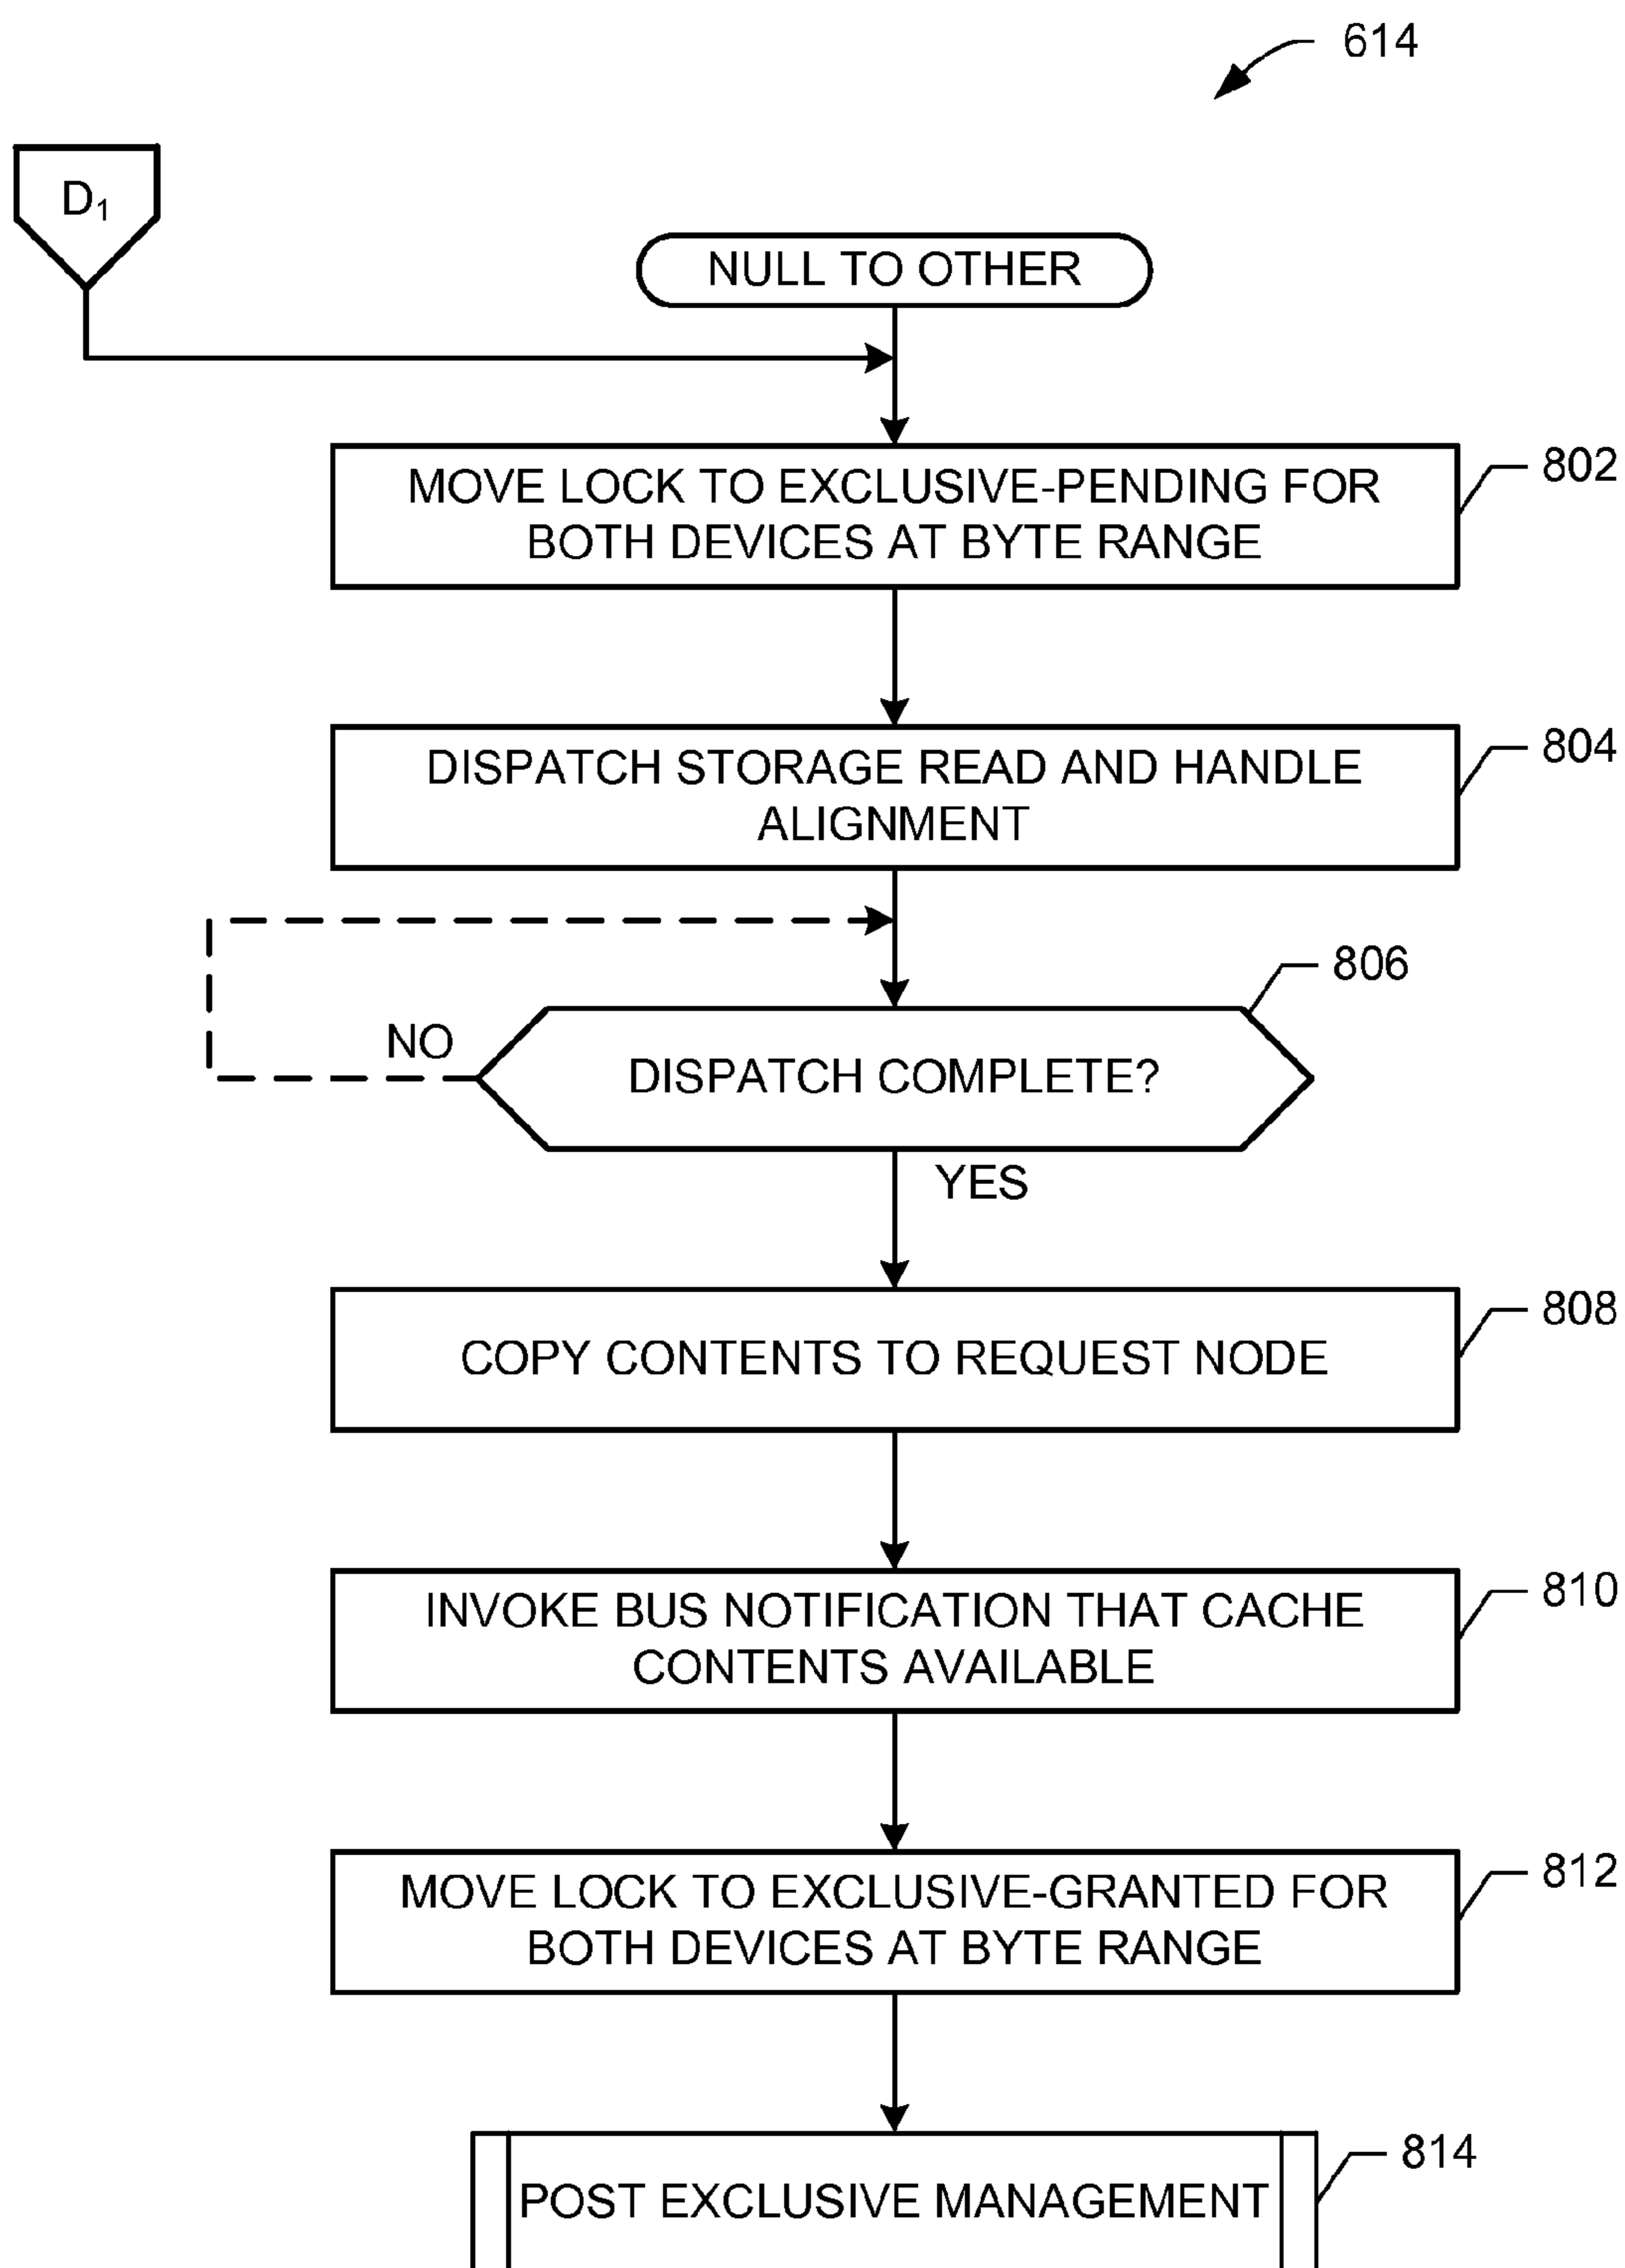 614
D₁
NULL TO OTHER
MOVE LOCK TO EXCLUSIVE-PENDING FOR
BOTH DEVICES AT BYTE RANGE
802
DISPATCH STORAGE READ AND HANDLE
ALIGNMENT
804
806
NO
DISPATCH COMPLETE?
YES
COPY CONTENTS TO REQUEST NODE
808
INVOKE BUS NOTIFICATION THAT CACHE
CONTENTS AVAILABLE
810
MOVE LOCK TO EXCLUSIVE-GRANTED FOR
BOTH DEVICES AT BYTE RANGE
812
POST EXCLUSIVE MANAGEMENT
814